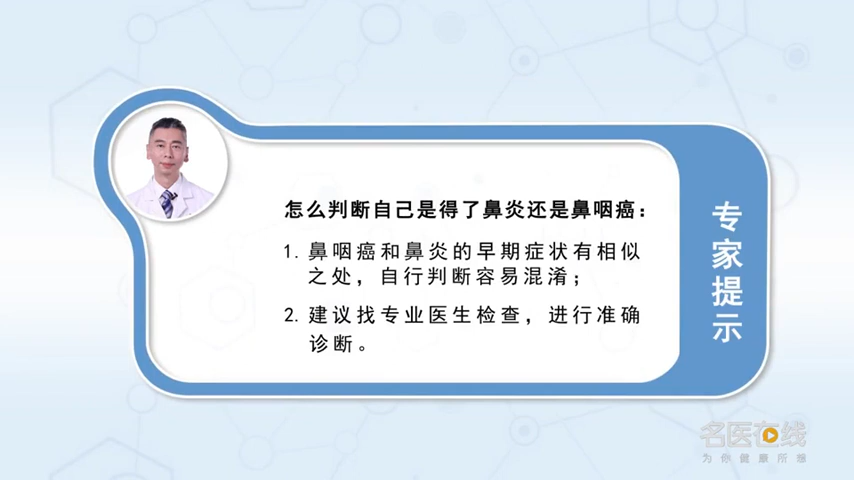 怎么判断自己是得了鼻炎还是鼻咽癌：
1. 鼻咽癌和鼻炎的早期症状有相似
之处，自行判断容易混淆；
2. 建议找专业医生检查，进行准确
诊断。
专家提示
名医在线
为你健康所想